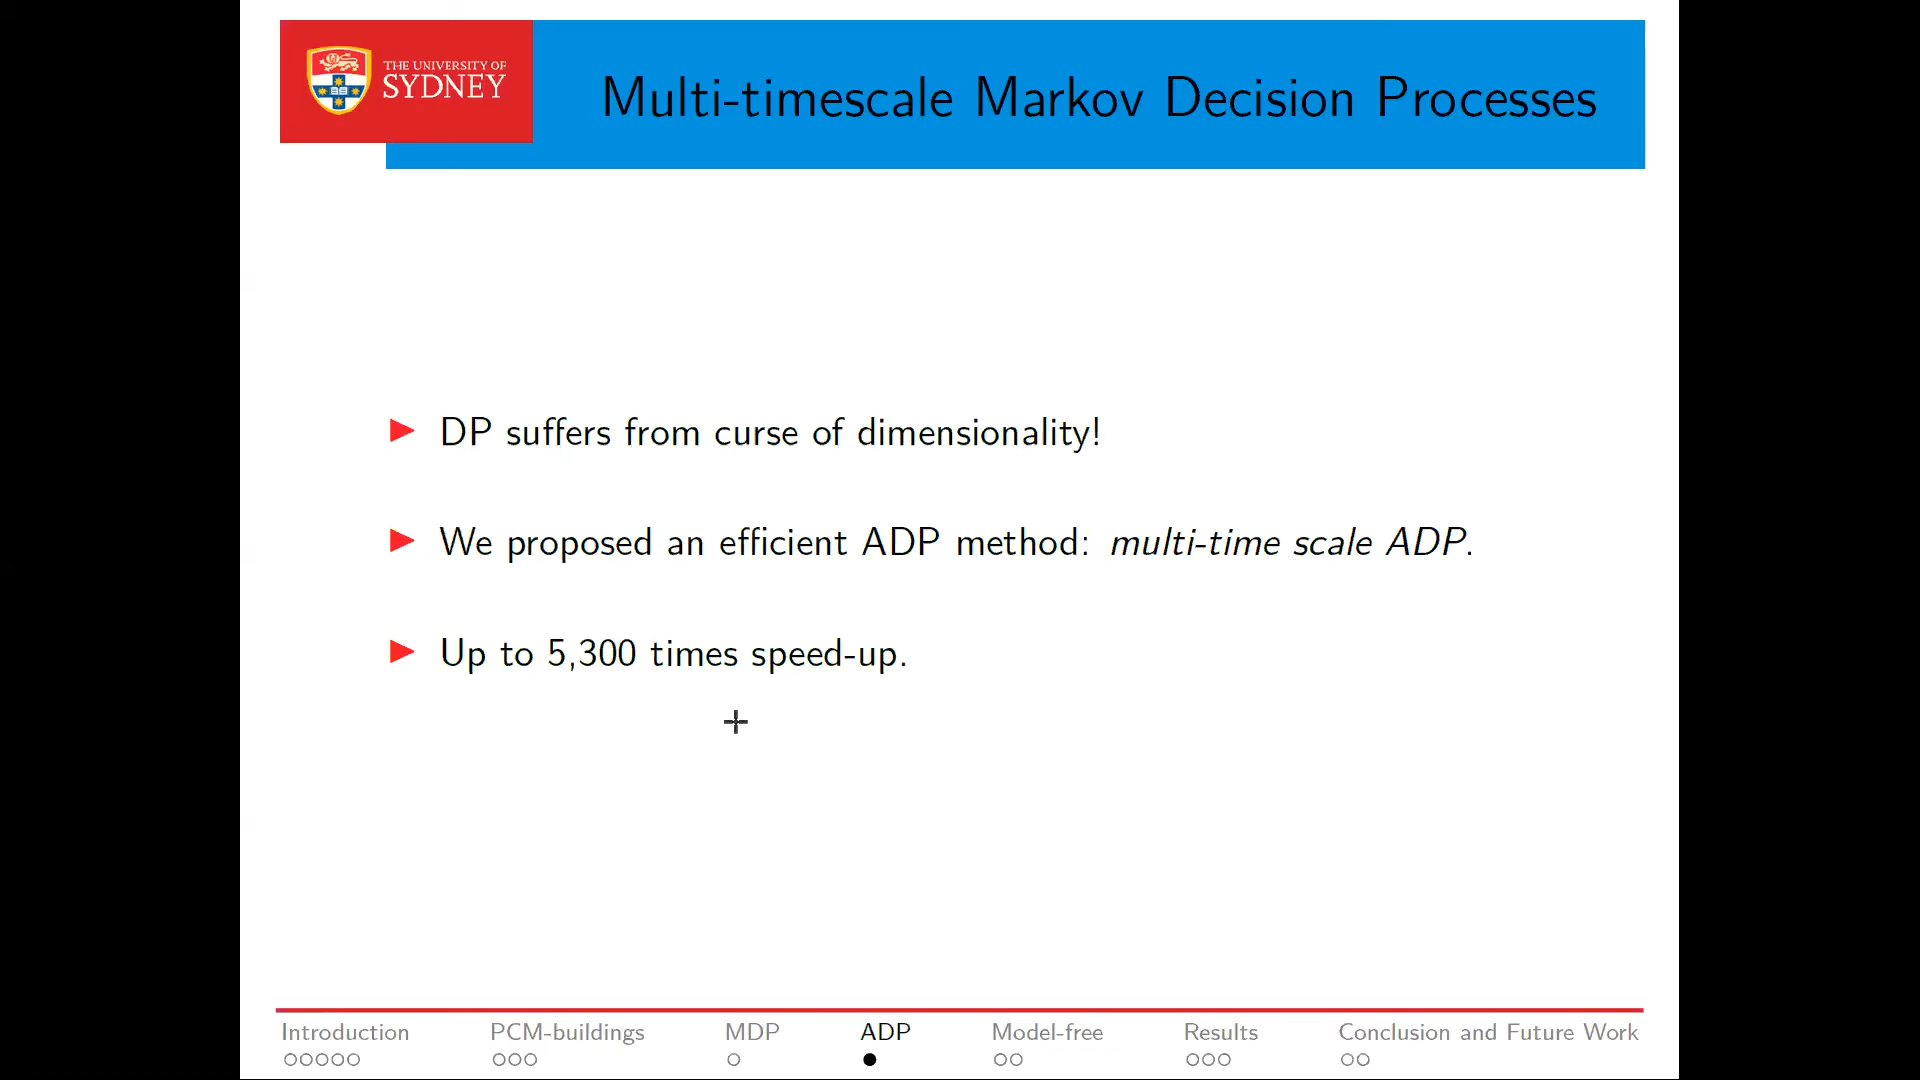 THE UNIVERSITY OF
SYDNEY
Multi-timescale Markov Decision Processes
DP suffers from curse of dimensionality!
We proposed an efficient ADP method: multi-time scale ADP.
Up to 5,300 times speed-up.
Introduction PCM-buildings MDP ADP Model-free Results Conclusion and Future Work